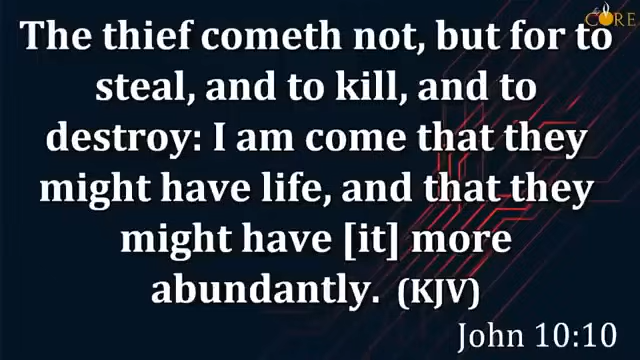 CORE
The thief cometh not, but for to
steal, and to kill, and to
destroy: I am come that they
might have life, and that they
might have [it] more
abundantly. (KJV)
John 10:10